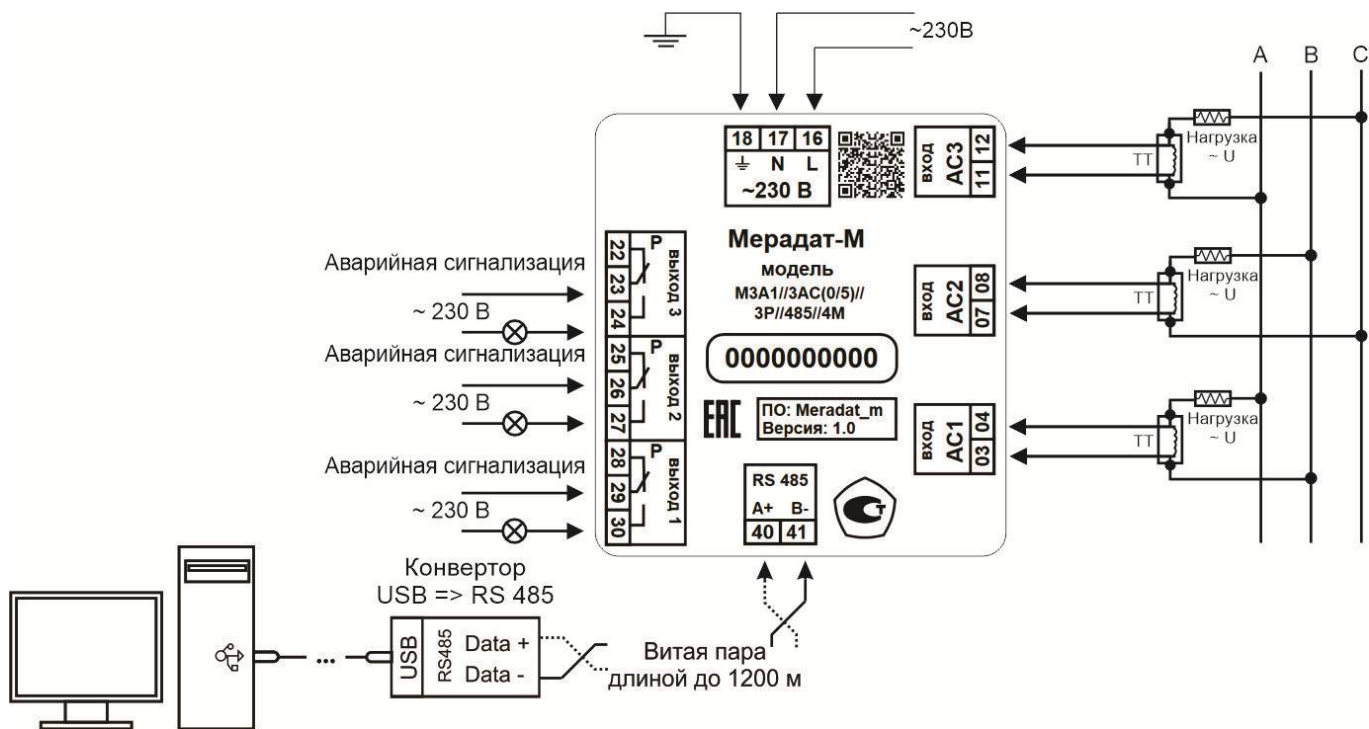 ~230В
A B C
18 17 16
N L
~230 В
вход
AC3
11 12
ТТ
Нагрузка
~ U
Мерадат-М
модель
М3А1//3АС(0/5)//
3Р//485//4М
0000000000
EAC
ПО: Meradat_m
Версия: 1.0
вход
AC2
07 08
ТТ
Нагрузка
~ U
вход
AC1
03 04
ТТ
Нагрузка
~ U
Аварийная сигнализация
~ 230 В
22 23 24
Р
выход 3
Аварийная сигнализация
~ 230 В
25 26 27
Р
выход 2
Аварийная сигнализация
~ 230 В
28 29 30
Р
выход 1
RS 485
A+ B-
40 41
Ст
Конвертор
USB => RS 485
USB
RS485
Data +
Data -
...
Витая пара
длиной до 1200 м